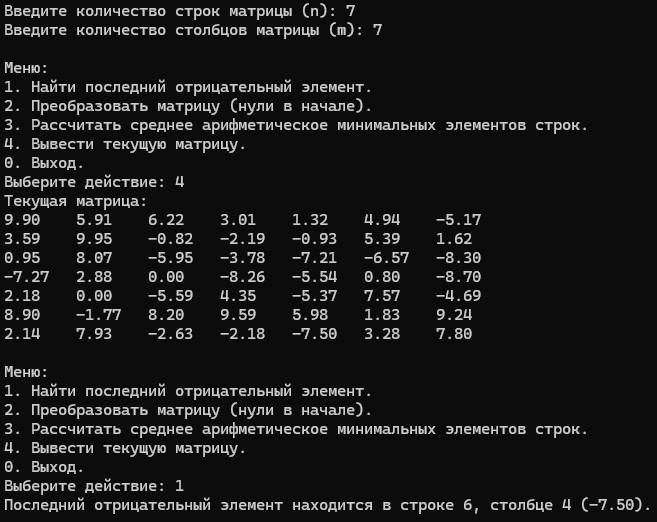 Введите количество строк матрицы (n): 7
Введите количество столбцов матрицы (m): 7
Меню:
1. Найти последний отрицательный элемент.
2. Преобразовать матрицу (нули в начале).
3. Рассчитать среднее арифметическое минимальных элементов строк.
4. Вывести текущую матрицу.
0. Выход.
Выберите действие: 4
Текущая матрица:
9.90 5.91 6.22 3.01 1.32 4.94 -5.17
3.59 9.95 -0.82 -2.19 -0.93 5.39 1.62
0.95 8.07 -5.95 -3.78 -7.21 -6.57 -8.30
-7.27 2.88 0.00 -8.26 -5.54 0.80 -8.70
2.18 0.00 -5.59 4.35 -5.37 7.57 -4.69
8.90 -1.77 8.20 9.59 5.98 1.83 9.24
2.14 7.93 -2.63 -2.18 -7.50 3.28 7.80
Меню:
1. Найти последний отрицательный элемент.
2. Преобразовать матрицу (нули в начале).
3. Рассчитать среднее арифметическое минимальных элементов строк.
4. Вывести текущую матрицу.
0. Выход.
Выберите действие: 1
Последний отрицательный элемент находится в строке 6, столбце 4 (-7.50).